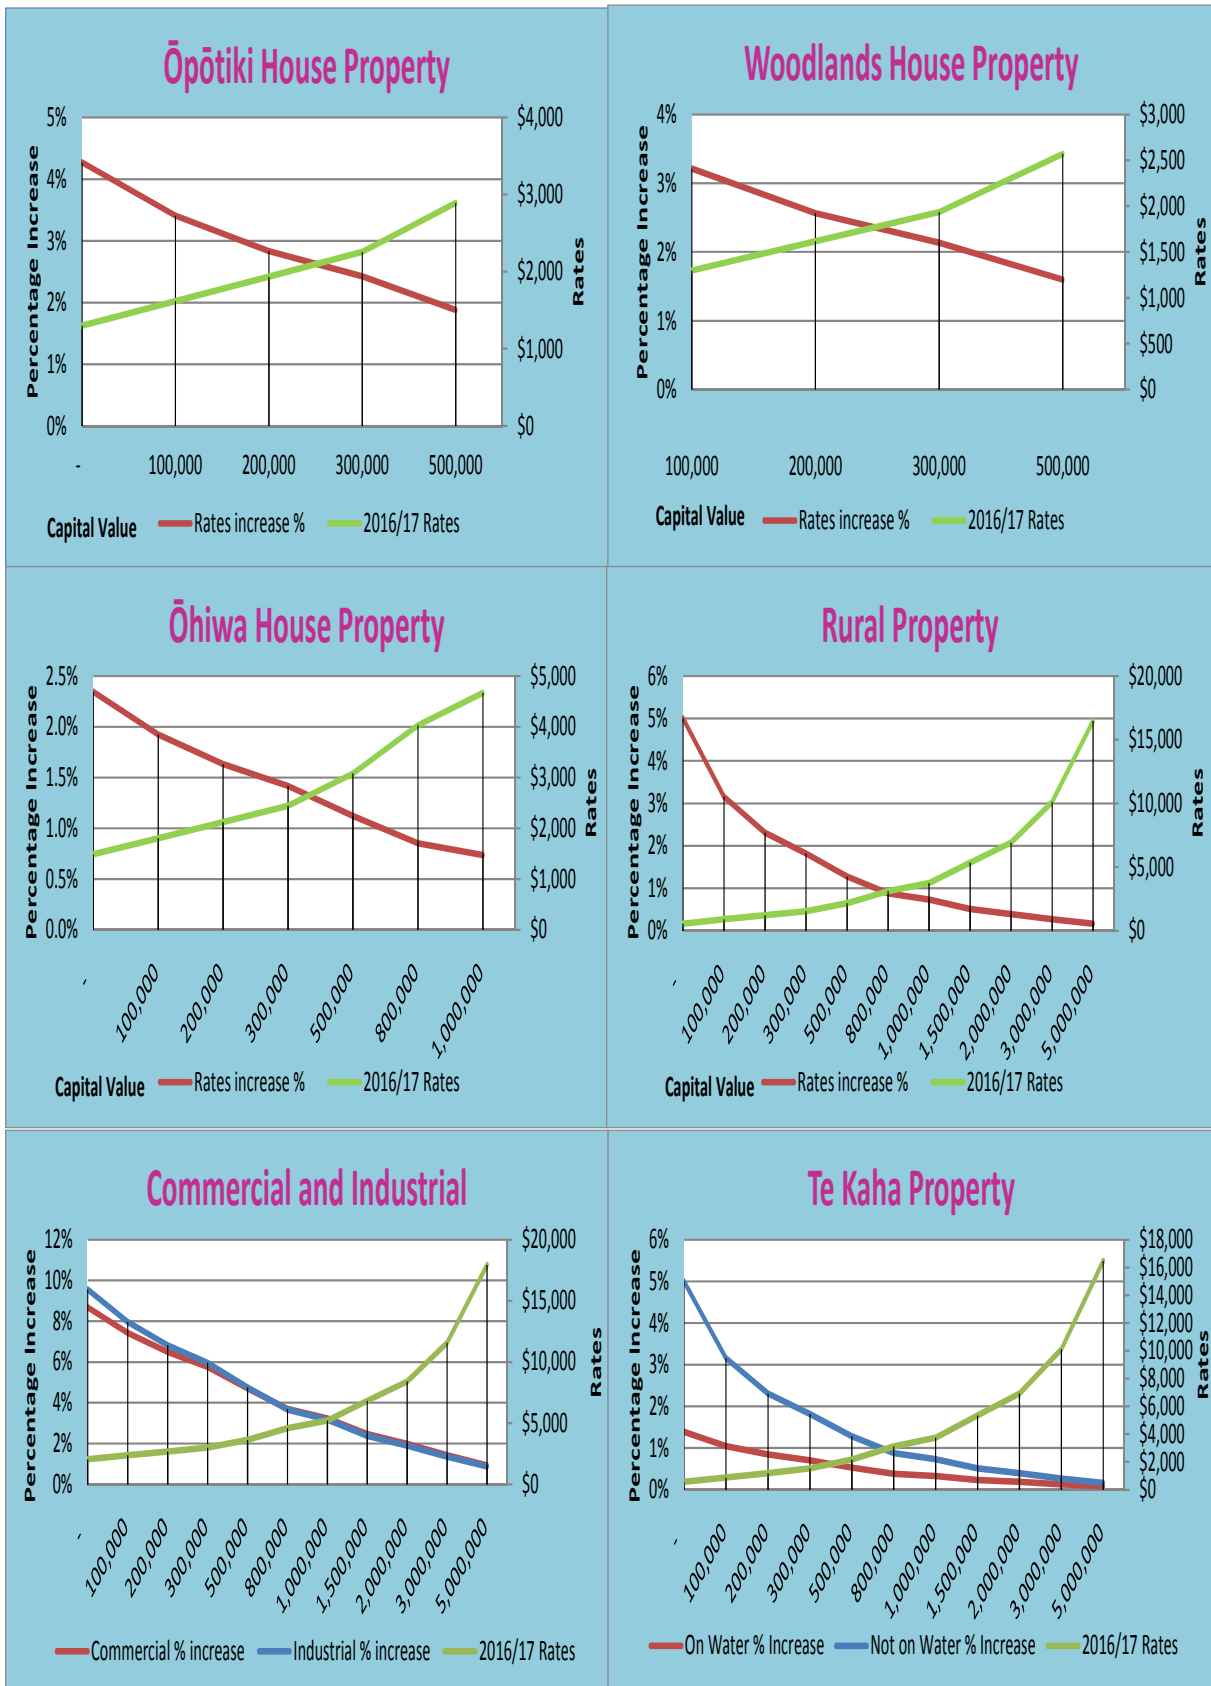 Ōpōtiki House Property
5%
4%
3%
2%
1%
0%
Percentage Increase
$4,000
$3,000
$2,000
$1,000
$0
Rates
- 100,000 200,000 300,000 500,000
Capital Value Rates increase % 2016/17 Rates
Woodlands House Property
4%
3%
2%
1%
0%
Percentage Increase
$3,000
$2,500
$2,000
$1,500
$1,000
$500
$0
Rates
100,000 200,000 300,000 500,000
Capital Value Rates increase % 2016/17 Rates
Ōhiwa House Property
2.5%
2.0%
1.5%
1.0%
0.5%
0.0%
Percentage Increase
$5,000
$4,000
$3,000
$2,000
$1,000
$0
Rates
- 100,000 200,000 300,000 500,000 800,000 1,000,000
Capital Value Rates increase % 2016/17 Rates
Rural Property
6%
5%
4%
3%
2%
1%
0%
Percentage Increase
$20,000
$15,000
$10,000
$5,000
$0
Rates
- 100,000 200,000 300,000 500,000 800,000 1,000,000 1,500,000 2,000,000 3,000,000 5,000,000
Capital Value Rates increase % 2016/17 Rates
Commercial and Industrial
12%
10%
8%
6%
4%
2%
0%
Percentage Increase
$20,000
$15,000
$10,000
$5,000
$0
Rates
- 100,000 200,000 300,000 500,000 800,000 1,000,000 1,500,000 2,000,000 3,000,000 5,000,000
Commercial % increase Industrial % increase 2016/17 Rates
Te Kaha Property
6%
5%
4%
3%
2%
1%
0%
Percentage Increase
$18,000
$16,000
$14,000
$12,000
$10,000
$8,000
$6,000
$4,000
$2,000
$0
Rates
- 100,000 200,000 300,000 500,000 800,000 1,000,000 1,500,000 2,000,000 3,000,000 5,000,000
On Water % Increase Not on Water % Increase 2016/17 Rates